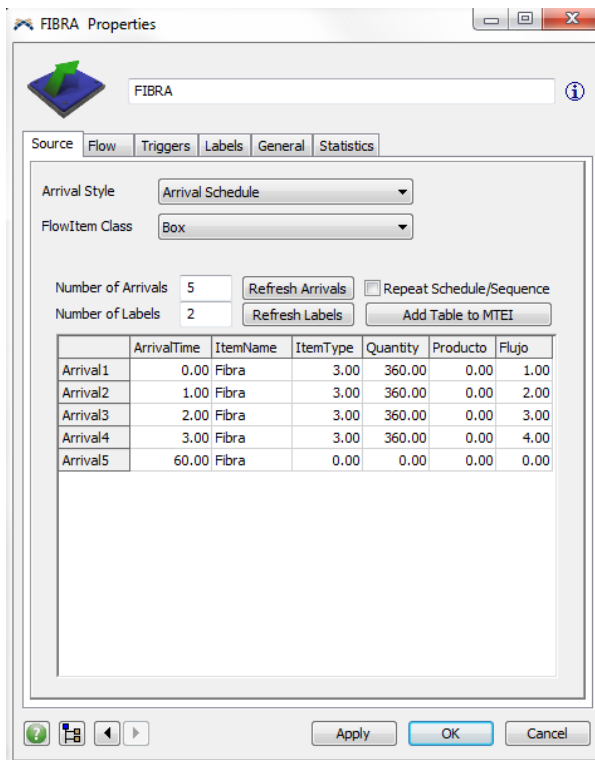 FIBRA Properties
FIBRA
Source Flow Triggers Labels General Statistics
Arrival Style Arrival Schedule
FlowItem Class Box
Number of Arrivals 5 Refresh Arrivals Repeat Schedule/Sequence
Number of Labels 2 Refresh Labels Add Table to MTEI
ArrivalTime ItemName ItemType Quantity Producto Flujo
Arrival1 0.00 Fibra 3.00 360.00 0.00 1.00
Arrival2 1.00 Fibra 3.00 360.00 0.00 2.00
Arrival3 2.00 Fibra 3.00 360.00 0.00 3.00
Arrival4 3.00 Fibra 3.00 360.00 0.00 4.00
Arrival5 60.00 Fibra 0.00 0.00 0.00 0.00
Apply OK Cancel